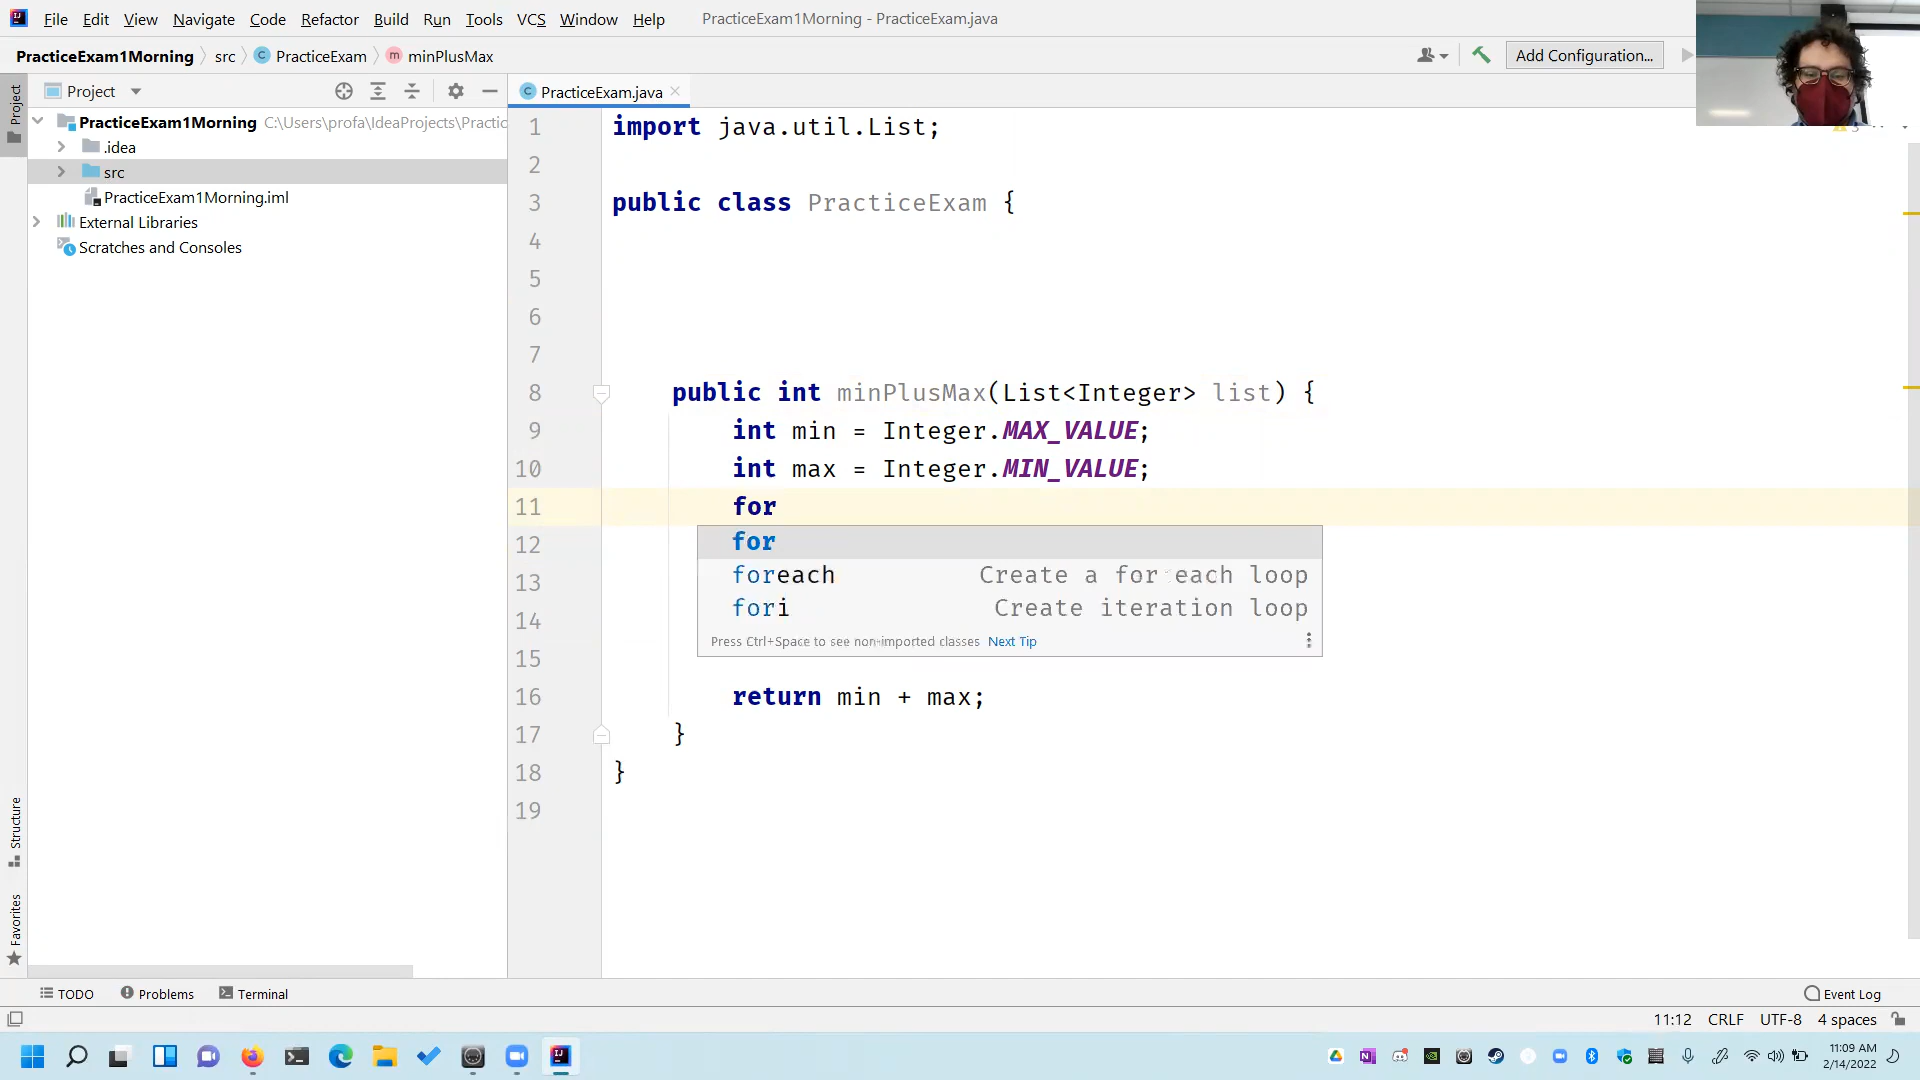 File Edit View Navigate Code Refactor Build Run Tools VCS Window Help PracticeExam1Morning - PracticeExam.java
PracticeExam1Morning src PracticeExam minPlusMax Add Configuration...
Project
PracticeExam.java
PracticeExam1Morning C:\Users\profa\IdeaProjects\Practic
.idea
src
PracticeExam1Morning.iml
External Libraries
Scratches and Consoles
Project
Structure
Favorites
1 import java.util.List;
2
3 public class PracticeExam {
4
5
6
7
8 public int minPlusMax(List<Integer> list) {
9 int min = Integer.MAX_VALUE;
10 int max = Integer.MIN_VALUE;
11 for
12
13
14
15
16 return min + max;
17 }
18 }
19
for
foreach Create a for each loop
fori Create iteration loop
Press Ctrl+Space to see non-imported classes Next Tip
TODO Problems Terminal Event Log
11:12 CRLF UTF-8 4 spaces
11:09 AM
2/14/2022